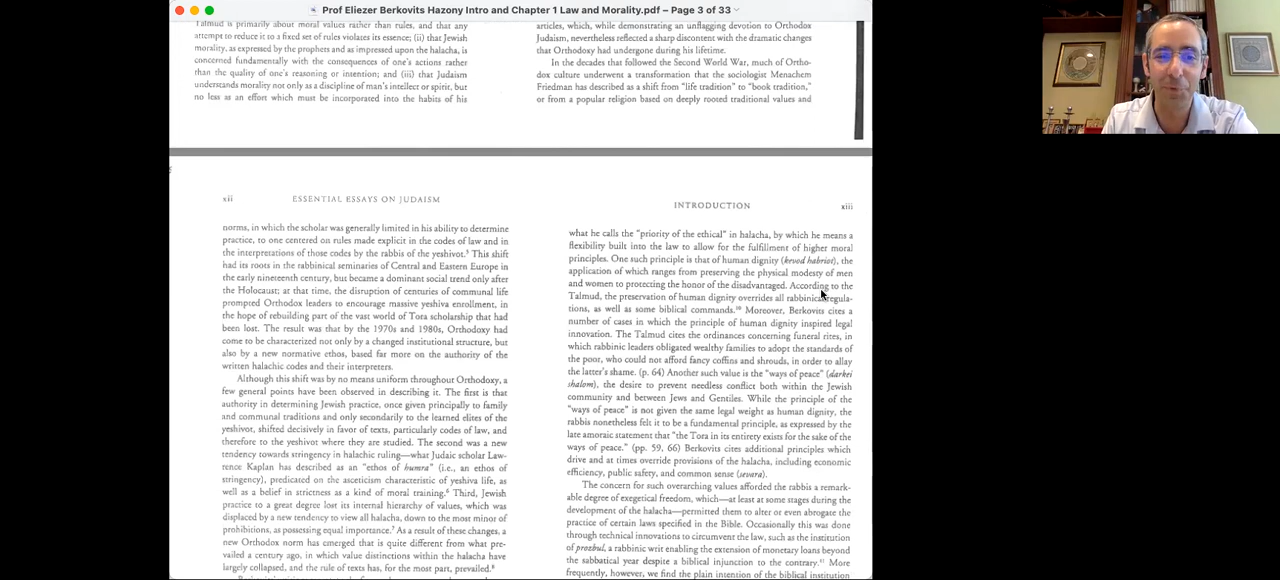 Prof Eliezer Berkovits Hazony Intro and Chapter 1 Law and Morality.pdf – Page 3 of 33
Talmud is primarily about moral values rather than rules, and that any
attempt to reduce it to a fixed set of rules violates its essence; (ii) that Jewish
morality, as expressed by the prophets and as impressed upon the halacha, is
concerned fundamentally with the consequences of one's actions rather
than the quality of one's reasoning or intention; and (iii) that Judaism
understands morality not only as a discipline of man's intellect or spirit, but
no less as an effort which must be incorporated into the habits of his
articles, which, while demonstrating an unflagging devotion to Orthodox
Judaism, nevertheless reflected a sharp discontent with the dramatic changes
that Orthodoxy had undergone during his lifetime.
In the decades that followed the Second World War, much of Ortho-
dox culture underwent a transformation that the sociologist Menachem
Friedman has described as a shift from "life tradition" to "book tradition,"
or from a popular religion based on deeply rooted traditional values and
xii
ESSENTIAL ESSAYS ON JUDAISM
norms, in which the scholar was generally limited in his ability to determine
practice, to one centered on rules made explicit in the codes of law and in
the interpretations of those codes by the rabbis of the yeshivot.⁵ This shift
had its roots in the rabbinical seminaries of Central and Eastern Europe in
the early nineteenth century, but became a dominant social trend only after
the Holocaust; at that time, the disruption of centuries of communal life
prompted Orthodox leaders to encourage massive yeshiva enrollment, in
the hope of rebuilding part of the vast world of Tora scholarship that had
been lost. The result was that by the 1970s and 1980s, Orthodoxy had
come to be characterized not only by a changed institutional structure, but
also by a new normative ethos, based far more on the authority of the
written halachic codes and their interpreters.
Although this shift was by no means uniform throughout Orthodoxy, a
few general points have been observed in describing it. The first is that
authority in determining Jewish practice, once given principally to family
and communal traditions and only secondarily to the learned elites of the
yeshivot, shifted decisively in favor of texts, particularly codes of law, and
therefore to the yeshivot where they are studied. The second was a new
tendency towards stringency in halachic ruling—what Judaic scholar Law-
rence Kaplan has described as an "ethos of humra" (i.e., an ethos of
stringency), predicated on the asceticism characteristic of yeshiva life, as
well as a belief in strictness as a kind of moral training.⁶ Third, Jewish
practice to a great degree lost its internal hierarchy of values, which was
displaced by a new tendency to view all halacha, down to the most minor of
prohibitions, as possessing equal importance.⁷ As a result of these changes, a
new Orthodox norm has emerged that is quite different from what pre-
vailed a century ago, in which value distinctions within the halacha have
largely collapsed, and the rule of texts has, for the most part, prevailed.⁸
INTRODUCTION
xiii
what he calls the "priority of the ethical" in halacha, by which he means a
flexibility built into the law to allow for the fulfillment of higher moral
principles. One such principle is that of human dignity (kevod habriot), the
application of which ranges from preserving the physical modesty of men
and women to protecting the honor of the disadvantaged. According to the
Talmud, the preservation of human dignity overrides all rabbinical regula-
tions, as well as some biblical commands.¹⁰ Moreover, Berkovits cites a
number of cases in which the principle of human dignity inspired legal
innovation. The Talmud cites the ordinances concerning funeral rites, in
which rabbinic leaders obligated wealthy families to adopt the standards of
the poor, who could not afford fancy coffins and shrouds, in order to allay
the latter's shame. (p. 64) Another such value is the "ways of peace" (darkei
shalom), the desire to prevent needless conflict both within the Jewish
community and between Jews and Gentiles. While the principle of the
"ways of peace" is not given the same legal weight as human dignity, the
rabbis nonetheless felt it to be a fundamental principle, as expressed by the
late amoraic statement that "the Tora in its entirety exists for the sake of the
ways of peace." (pp. 59, 66) Berkovits cites additional principles which
drive and at times override provisions of the halacha, including economic
efficiency, public safety, and common sense (sevara).
The concern for such overarching values afforded the rabbis a remark-
able degree of exegetical freedom, which—at least at some stages during the
development of the halacha—permitted them to alter or even abrogate the
practice of certain laws specified in the Bible. Occasionally this was done
through technical innovations to circumvent the law, such as the institution
of prozbul, a rabbinic writ enabling the extension of monetary loans beyond
the sabbatical year despite a biblical injunction to the contrary.¹¹ More
frequently, however, we find the plain intention of the biblical institution